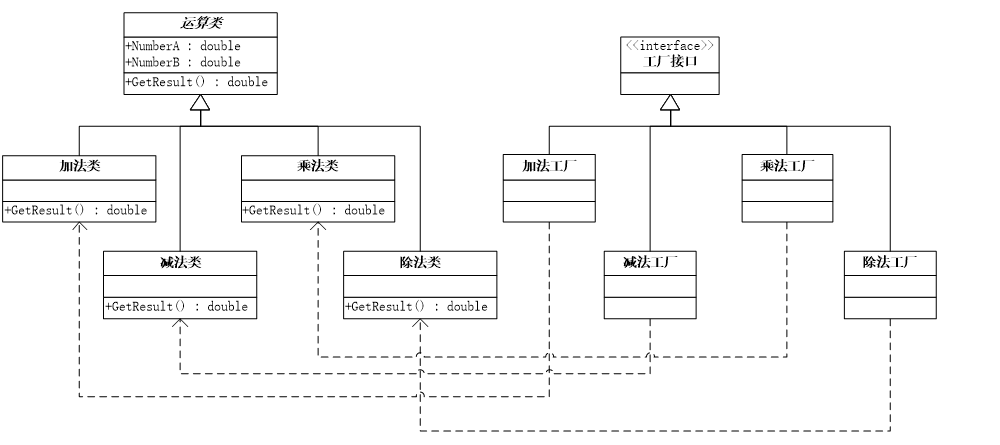 运算类
+NumberA : double
+NumberB : double
+GetResult() : double
<<interface>>
工厂接口
加法类
+GetResult() : double
乘法类
+GetResult() : double
加法工厂
乘法工厂
减法类
+GetResult() : double
除法类
+GetResult() : double
减法工厂
除法工厂